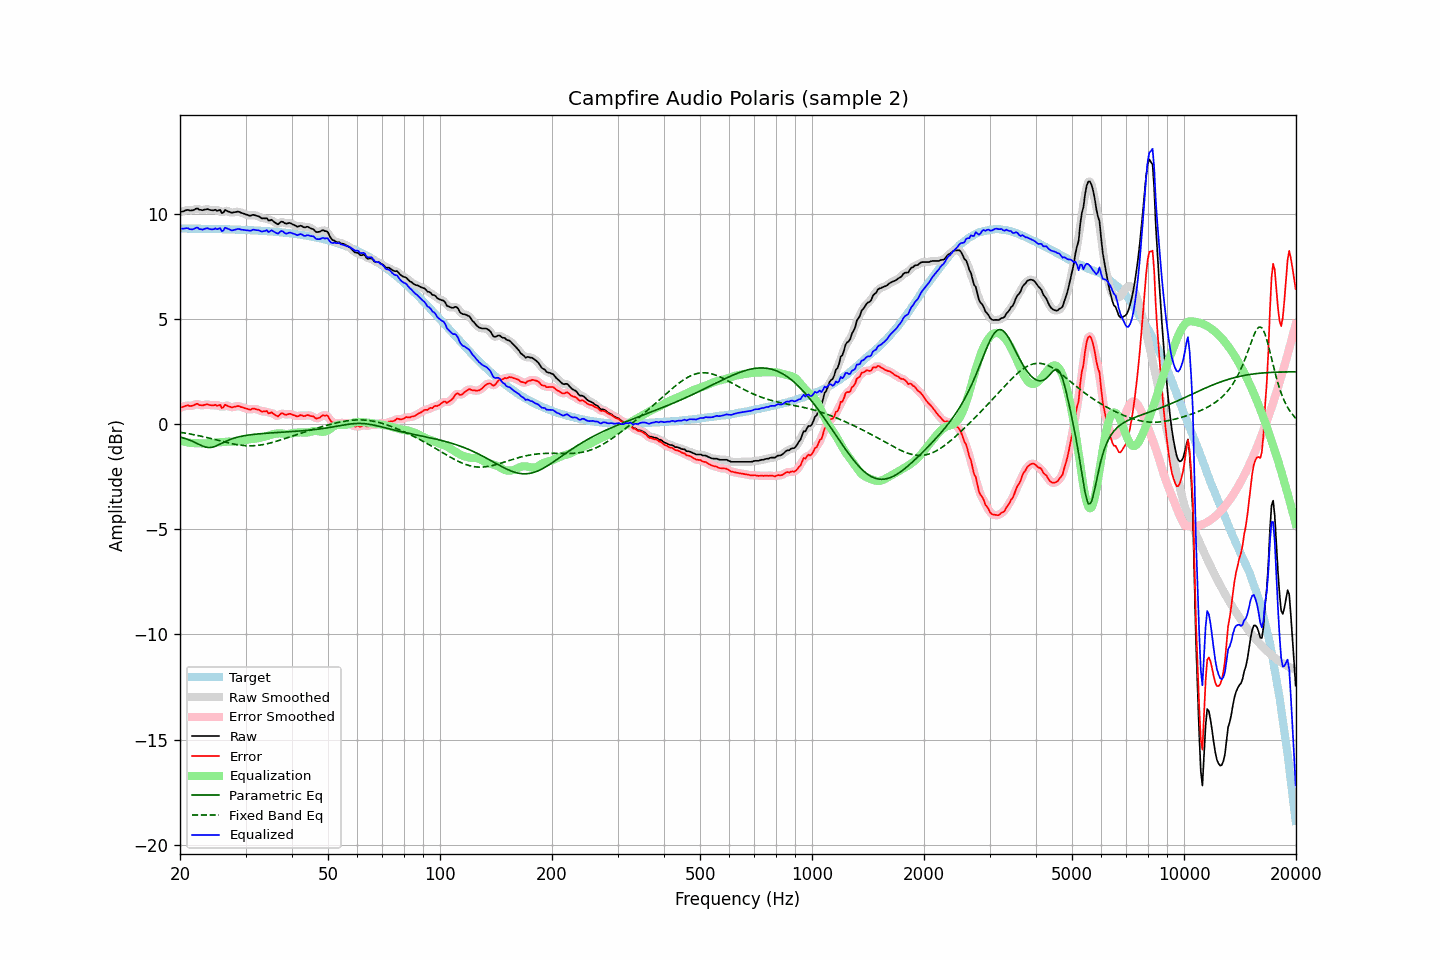 Campfire Audio Polaris (sample 2)
Amplitude (dBr)
10
5
0
−5
−10
−15
−20
Target
Raw Smoothed
Error Smoothed
Raw
Error
Equalization
Parametric Eq
Fixed Band Eq
Equalized
20 50 100 200 500 1000 2000 5000 10000 20000
Frequency (Hz)